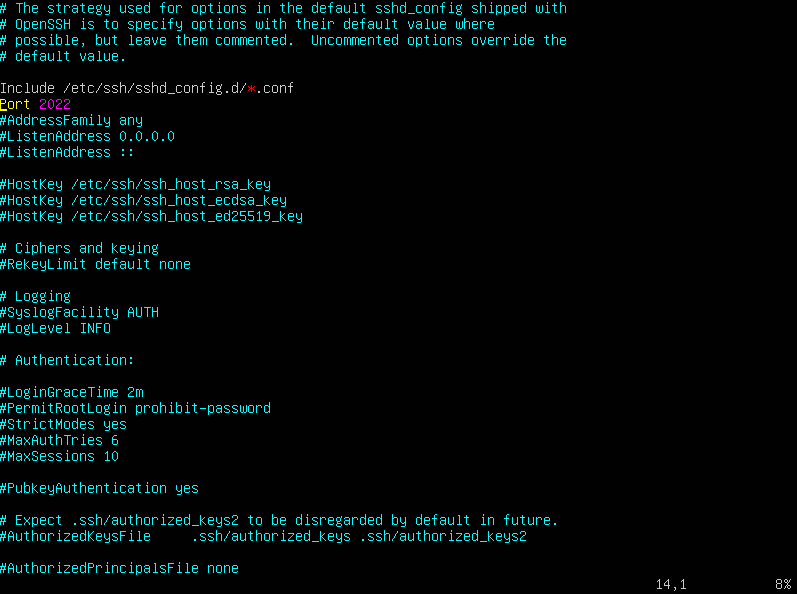 # The strategy used for options in the default sshd_config shipped with
# OpenSSH is to specify options with their default value where
# possible, but leave them commented.  Uncommented options override the
# default value.

Include /etc/ssh/sshd_config.d/*.conf
Port 2022
#AddressFamily any
#ListenAddress 0.0.0.0
#ListenAddress ::

#HostKey /etc/ssh/ssh_host_rsa_key
#HostKey /etc/ssh/ssh_host_ecdsa_key
#HostKey /etc/ssh/ssh_host_ed25519_key

# Ciphers and keying
#RekeyLimit default none

# Logging
#SyslogFacility AUTH
#LogLevel INFO

# Authentication:

#LoginGraceTime 2m
#PermitRootLogin prohibit-password
#StrictModes yes
#MaxAuthTries 6
#MaxSessions 10

#PubkeyAuthentication yes

# Expect .ssh/authorized_keys2 to be disregarded by default in future.
#AuthorizedKeysFile     .ssh/authorized_keys .ssh/authorized_keys2

#AuthorizedPrincipalsFile none
14,1 8%